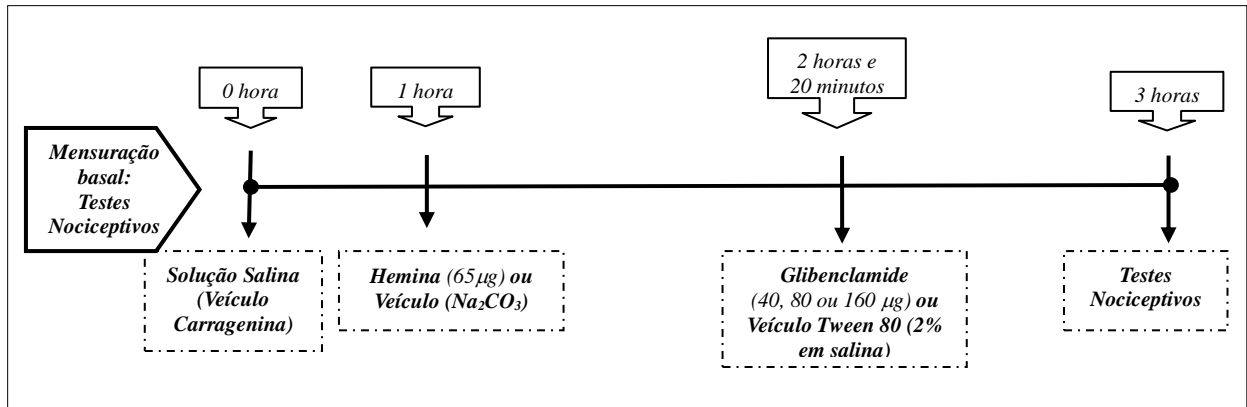 0 hora
1 hora
2 horas e
20 minutos
3 horas
Mensuração
basal:
Testes
Nociceptivos
Solução Salina
(Veículo
Carragenina)
Hemina (65μg) ou
Veículo (Na₂CO₃)
Glibenclamide
(40, 80 ou 160 μg) ou
Veículo Tween 80 (2%
em salina)
Testes
Nociceptivos